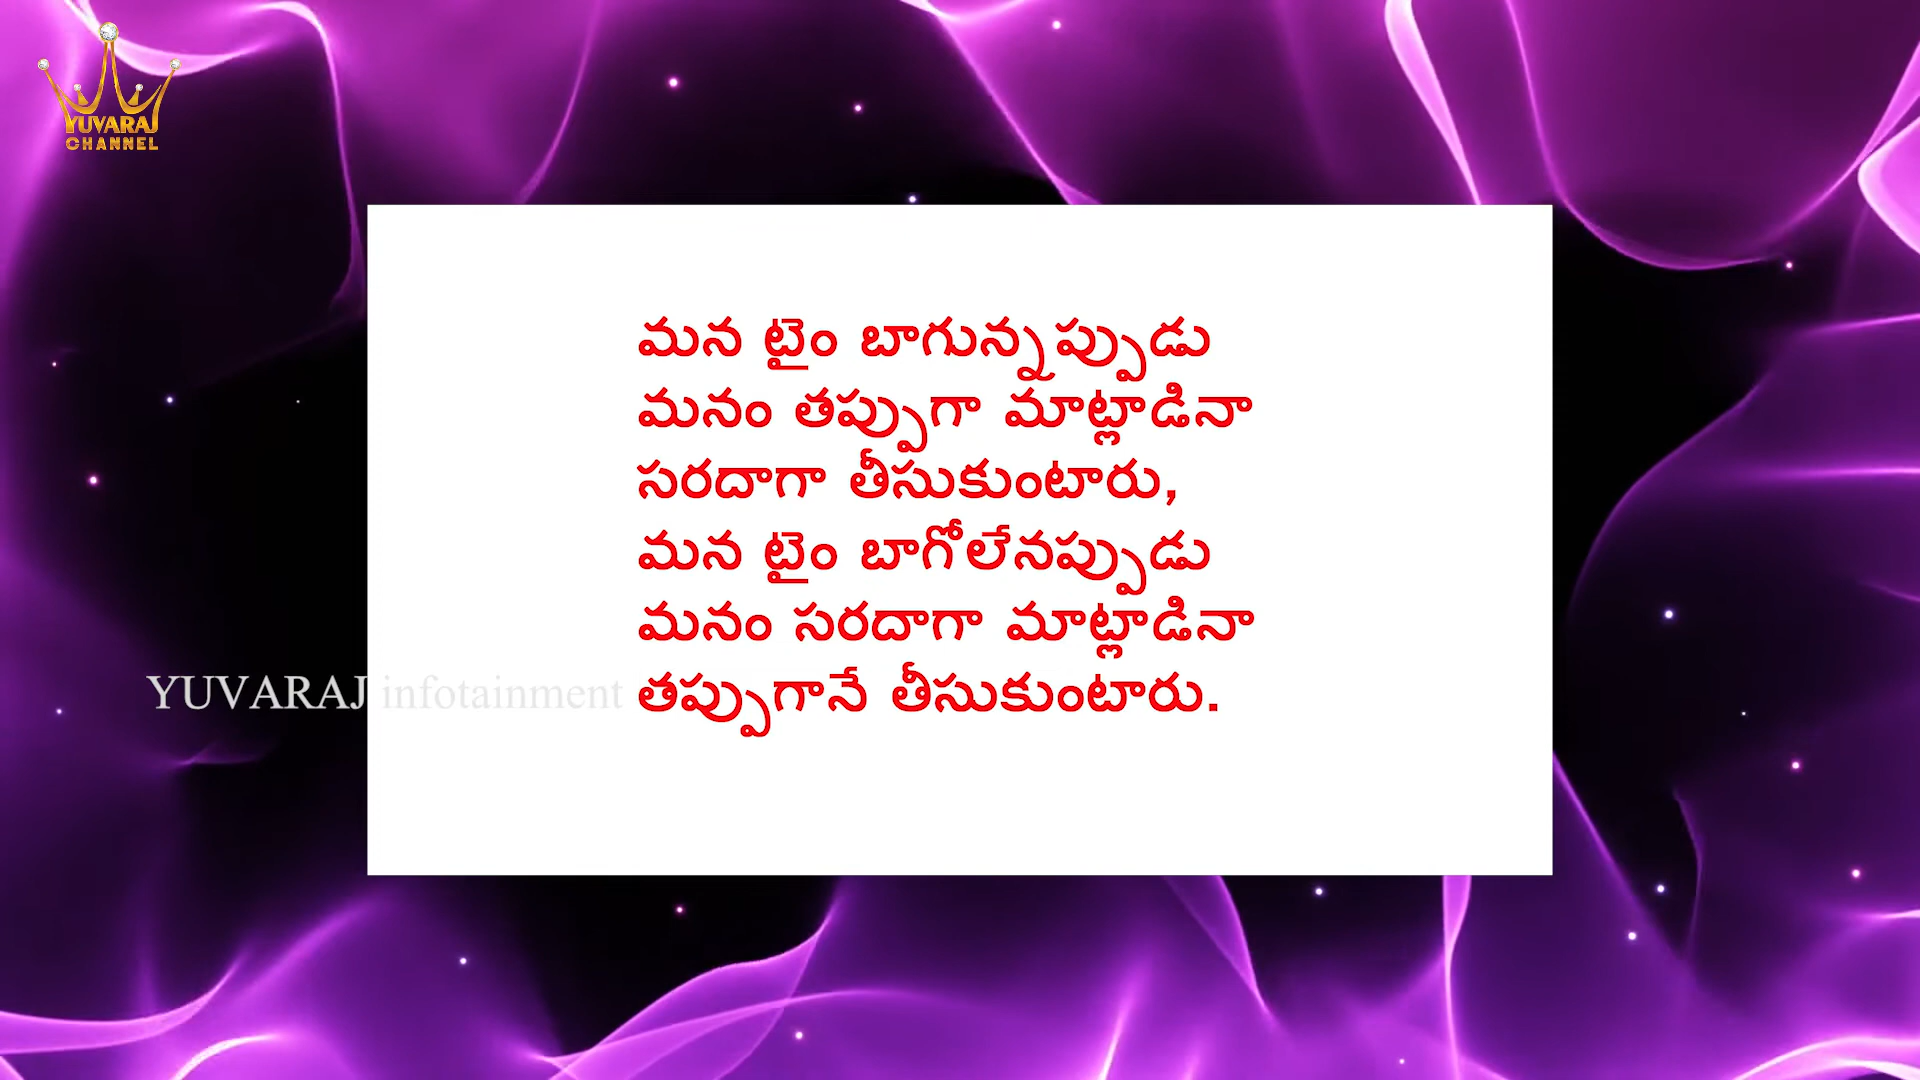 YUVARAJ
CHANNEL
మన టైం బాగున్నప్పుడు
మనం తప్పుగా మాట్లాడినా
సరదాగా తీసుకుంటారు,
మన టైం బాగోలేనప్పుడు
మనం సరదాగా మాట్లాడినా
తప్పుగానే తీసుకుంటారు.
YUVARAJ infotainment